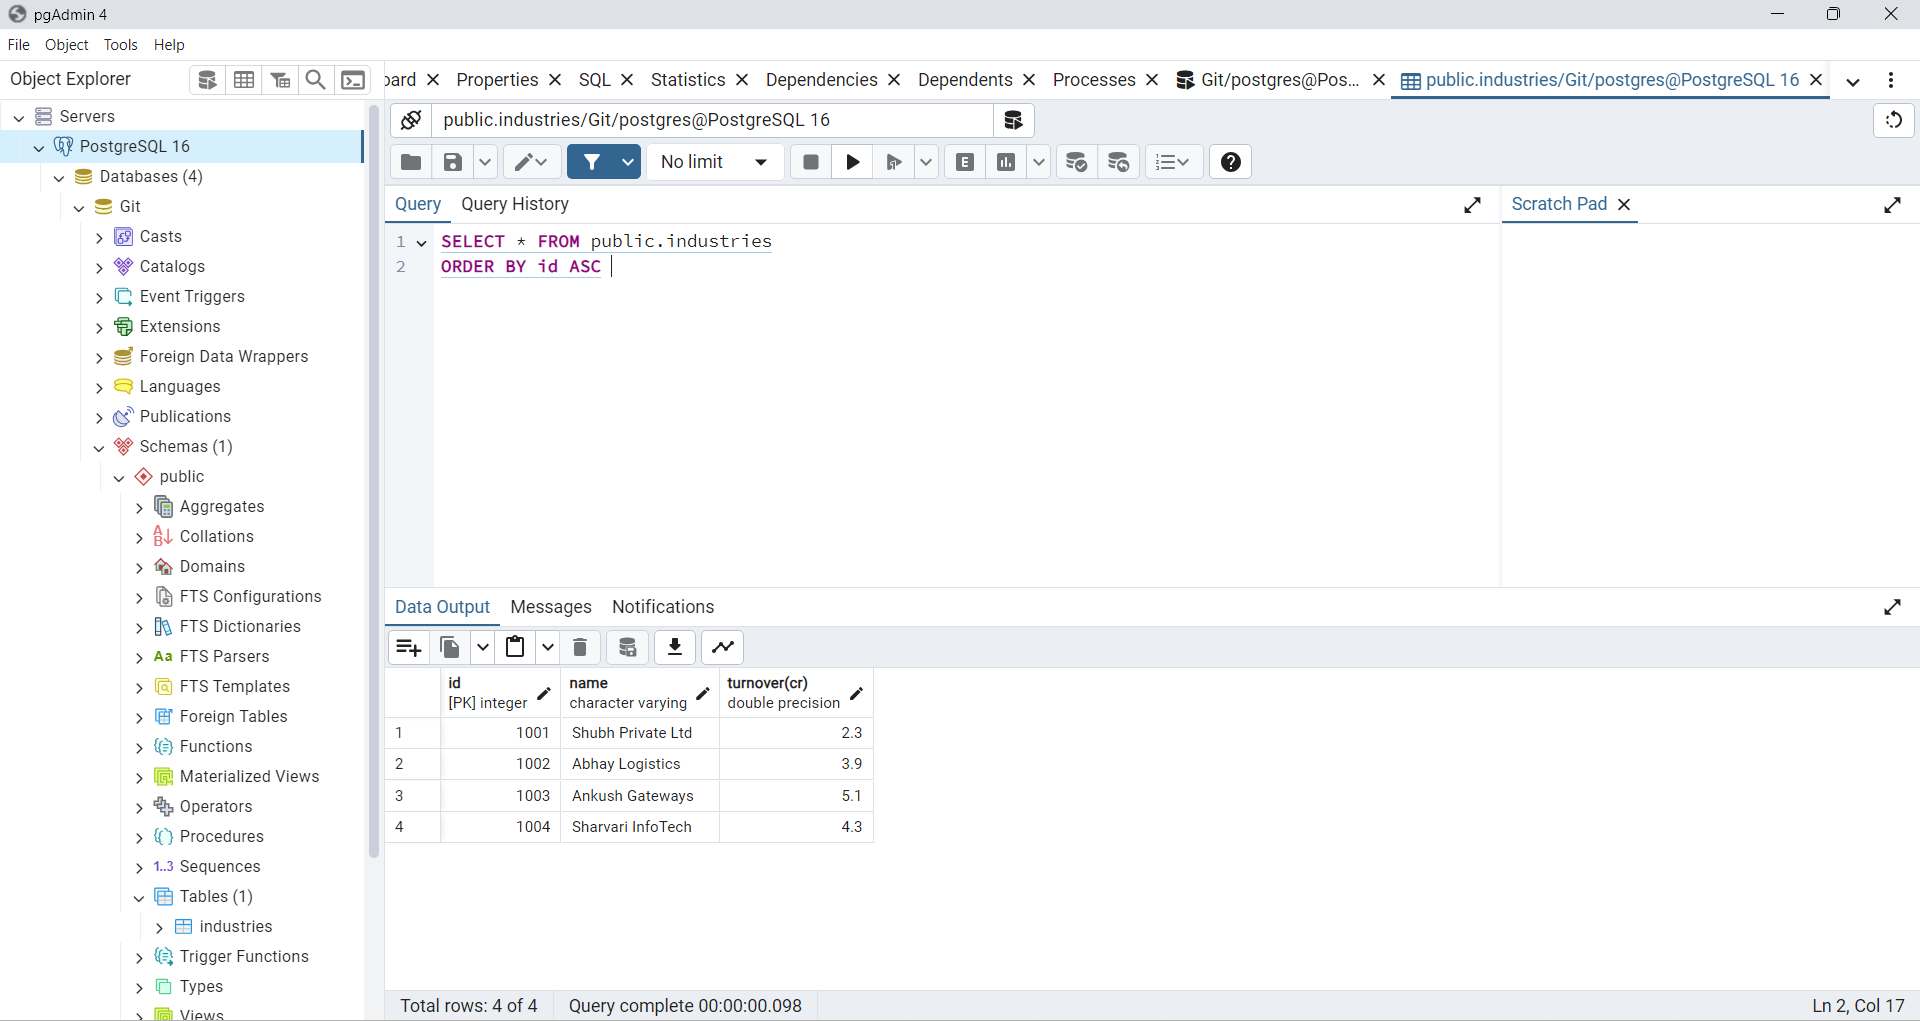 pgAdmin 4
File Object Tools Help
Object Explorer
oard Properties SQL Statistics Dependencies Dependents Processes Git/postgres@Pos... public.industries/Git/postgres@PostgreSQL 16
Servers
PostgreSQL 16
Databases (4)
Git
Casts
Catalogs
Event Triggers
Extensions
Foreign Data Wrappers
Languages
Publications
Schemas (1)
public
Aggregates
Collations
Domains
FTS Configurations
FTS Dictionaries
Aa FTS Parsers
FTS Templates
Foreign Tables
Functions
Materialized Views
Operators
Procedures
1..3 Sequences
Tables (1)
industries
Trigger Functions
Types
Views
public.industries/Git/postgres@PostgreSQL 16
No limit
E
Query Query History
Scratch Pad
1 SELECT * FROM public.industries
2 ORDER BY id ASC
Data Output Messages Notifications
id name turnover(cr)
[PK] integer character varying double precision
1 1001 Shubh Private Ltd 2.3
2 1002 Abhay Logistics 3.9
3 1003 Ankush Gateways 5.1
4 1004 Sharvari InfoTech 4.3
Total rows: 4 of 4 Query complete 00:00:00.098 Ln 2, Col 17